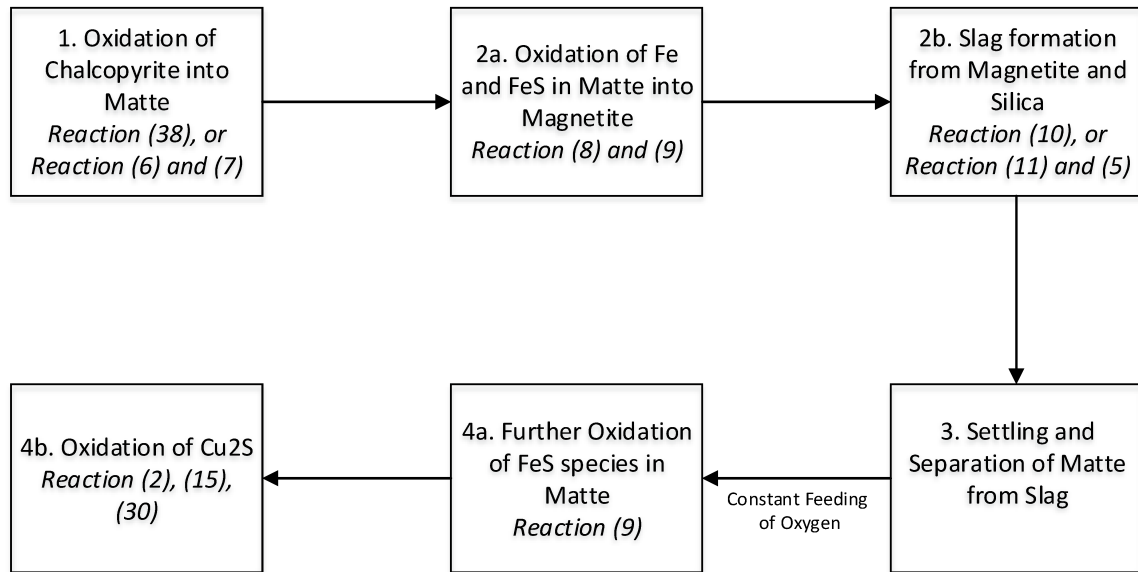 1. Oxidation of
Chalcopyrite into
Matte
Reaction (38), or
Reaction (6) and (7)
2a. Oxidation of Fe
and FeS in Matte into
Magnetite
Reaction (8) and (9)
2b. Slag formation
from Magnetite and
Silica
Reaction (10), or
Reaction (11) and (5)
3. Settling and
Separation of Matte
from Slag
Constant Feeding
of Oxygen
4a. Further Oxidation
of FeS species in
Matte
Reaction (9)
4b. Oxidation of Cu2S
Reaction (2), (15),
(30)